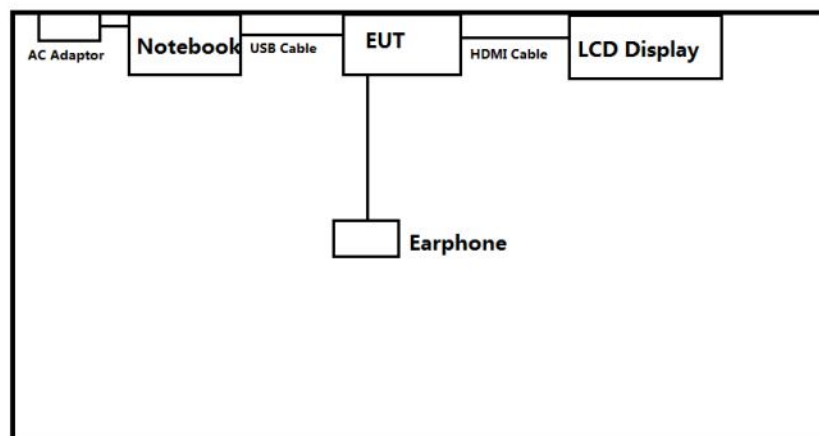 AC Adaptor
Notebook
USB Cable
EUT
HDMI Cable
LCD Display
Earphone